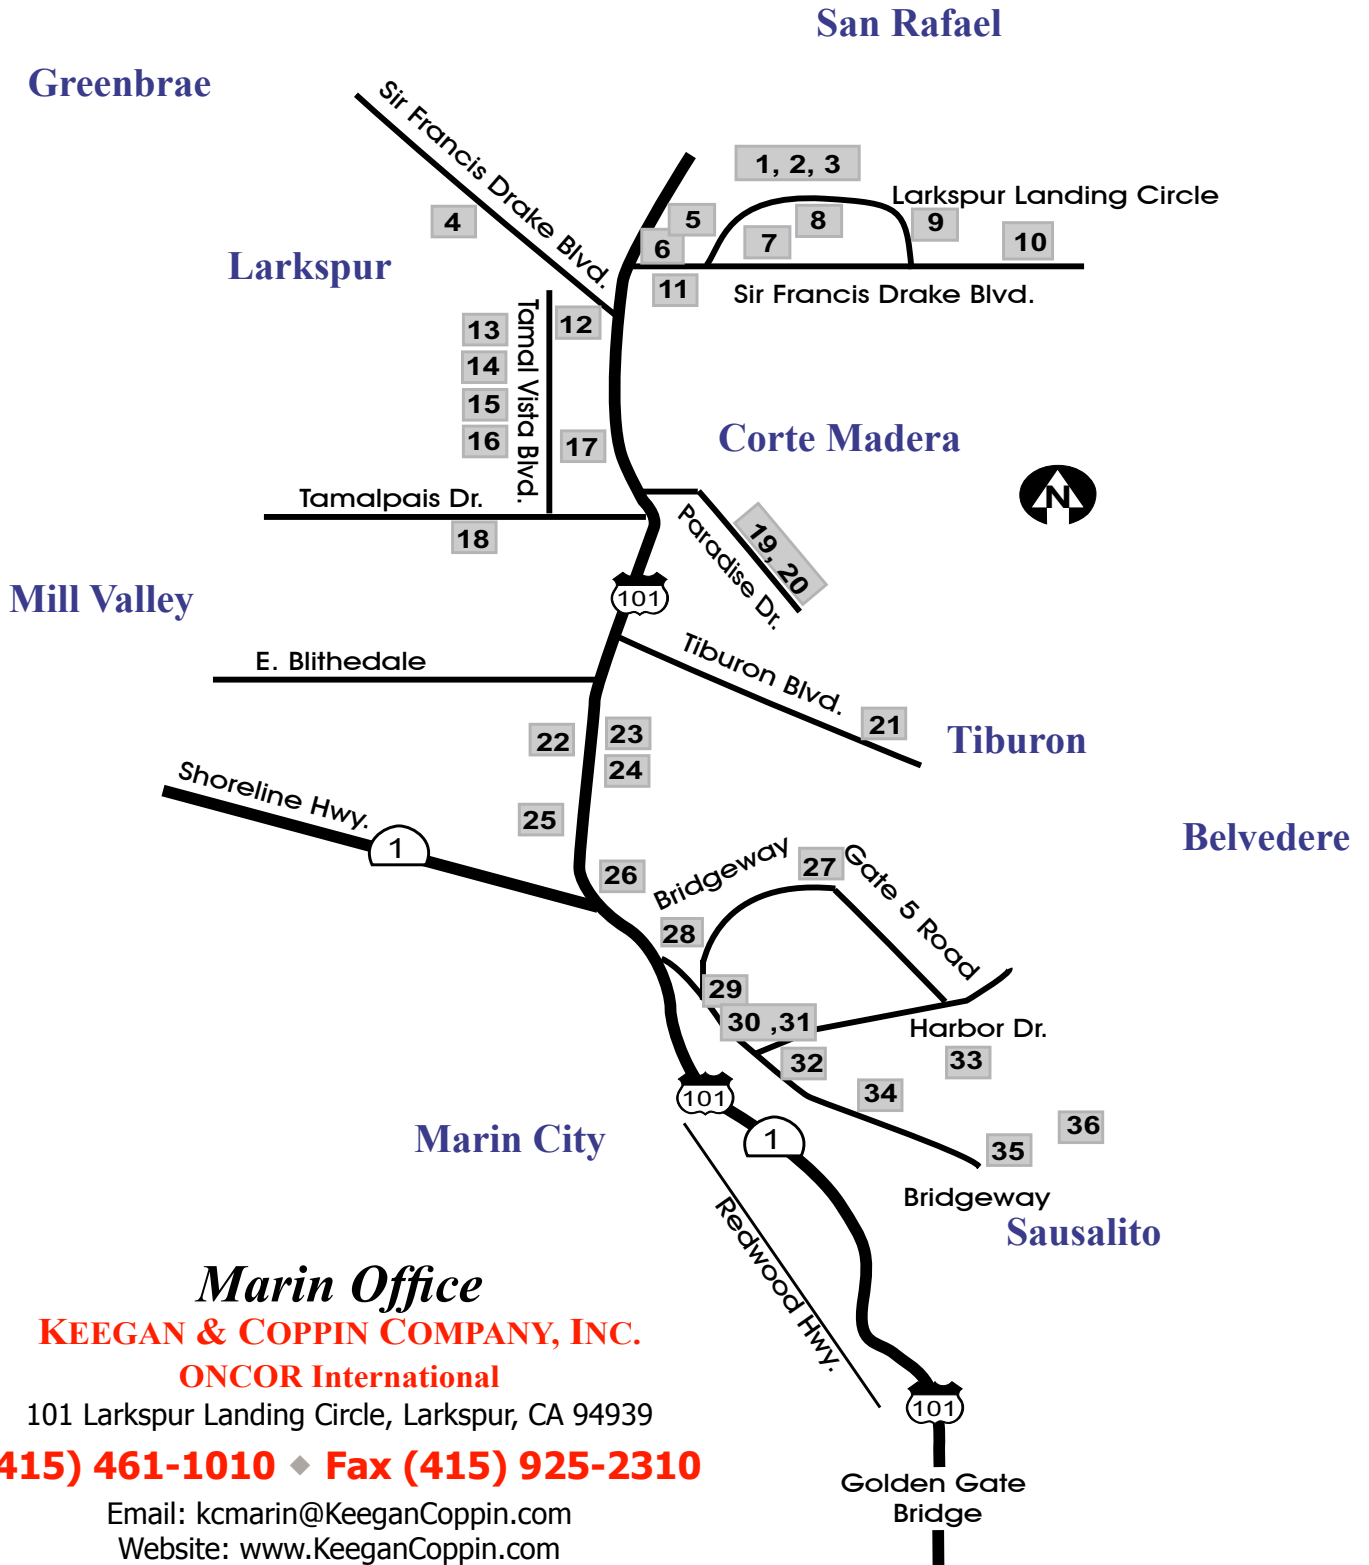 San Rafael
Greenbrae
Sir Francis Drake Blvd.
1, 2, 3
Larkspur Landing Circle
4
5
6
7
8
9
10
Larkspur
11
Sir Francis Drake Blvd.
12
13
14
15
16
Tamal Vista Blvd.
17
Corte Madera
N
Tamalpais Dr.
18
Paradise Dr.
19, 20
101
Mill Valley
E. Blithedale
Tiburon Blvd.
21
Tiburon
22
23
24
Shoreline Hwy.
1
25
26
Belvedere
Bridgeway
27
Gate 5 Road
28
29
30 ,31
Harbor Dr.
32
33
34
101
1
Marin City
35
36
Bridgeway
Sausalito
Redwood Hwy.
101
Golden Gate
Bridge
Marin Office
KEEGAN & COPPIN COMPANY, INC.
ONCOR International
101 Larkspur Landing Circle, Larkspur, CA 94939
415) 461-1010 ◆ Fax (415) 925-2310
Email: kcmarin@KeeganCoppin.com
Website: www.KeeganCoppin.com